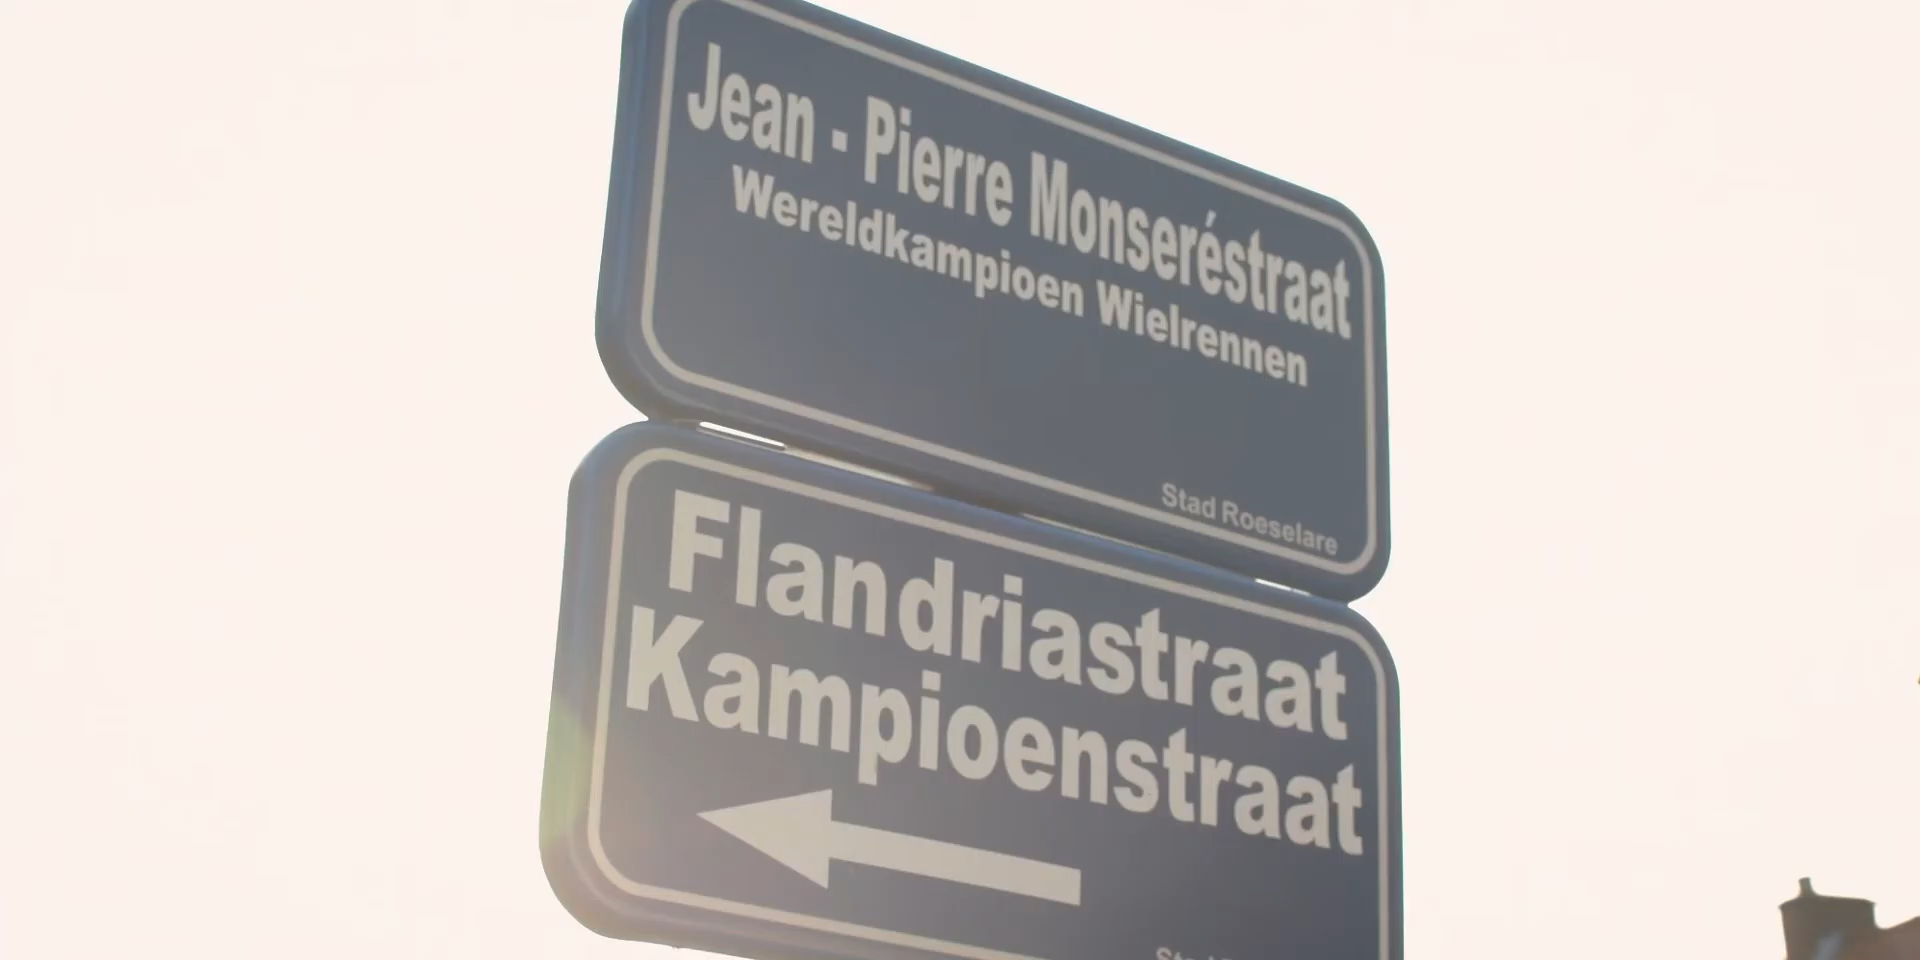 Jean - Pierre Monseréstraat
Wereldkampioen Wielrennen
Stad Roeselare
Flandriastraat
Kampioenstraat